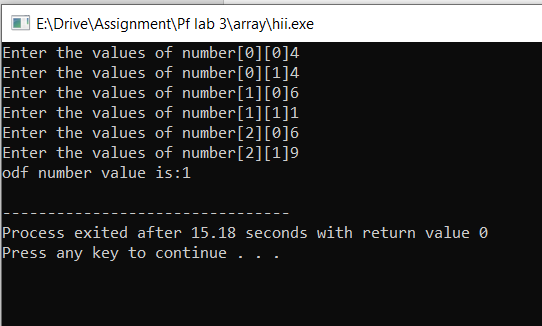 E:\Drive\Assignment\Pf lab 3\array\hii.exe
Enter the values of number[0][0]4
Enter the values of number[0][1]4
Enter the values of number[1][0]6
Enter the values of number[1][1]1
Enter the values of number[2][0]6
Enter the values of number[2][1]9
odf number value is:1
--------------------------------
Process exited after 15.18 seconds with return value 0
Press any key to continue . . .